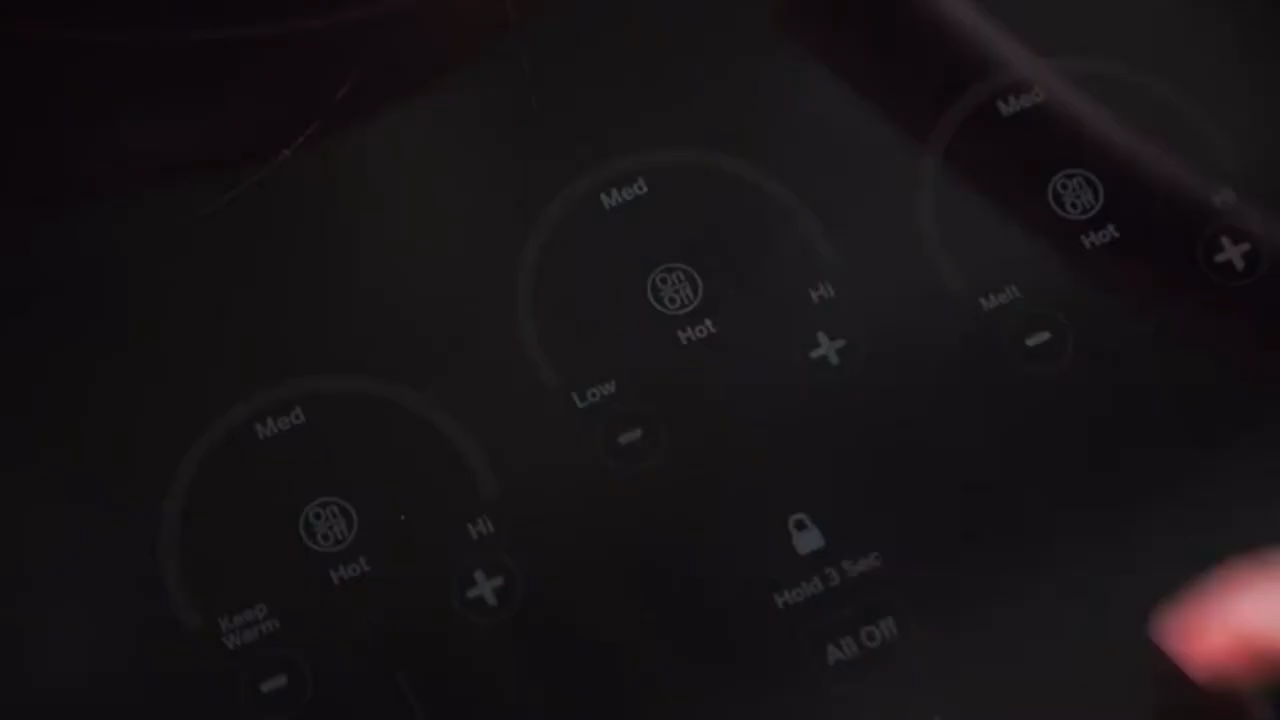 Med
On
Off
Hot
Hi
+
Melt
-
Med
On
Off
Hot
Hi
+
Low
-
Med
On
Off
Hot
Hi
+
Keep
Warm
-
Hold 3 Sec
All Off